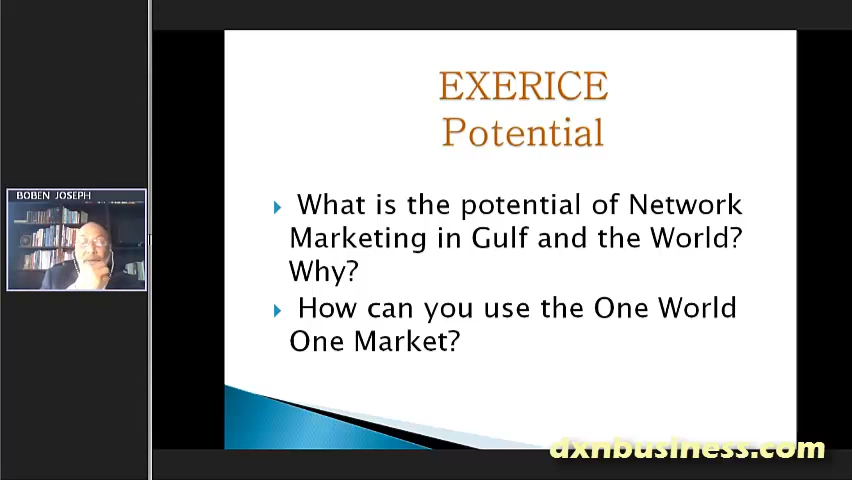 BOBEN JOSEPH
EXERICE
Potential
What is the potential of Network
Marketing in Gulf and the World?
Why?
How can you use the One World
One Market?
dxnbusiness.com